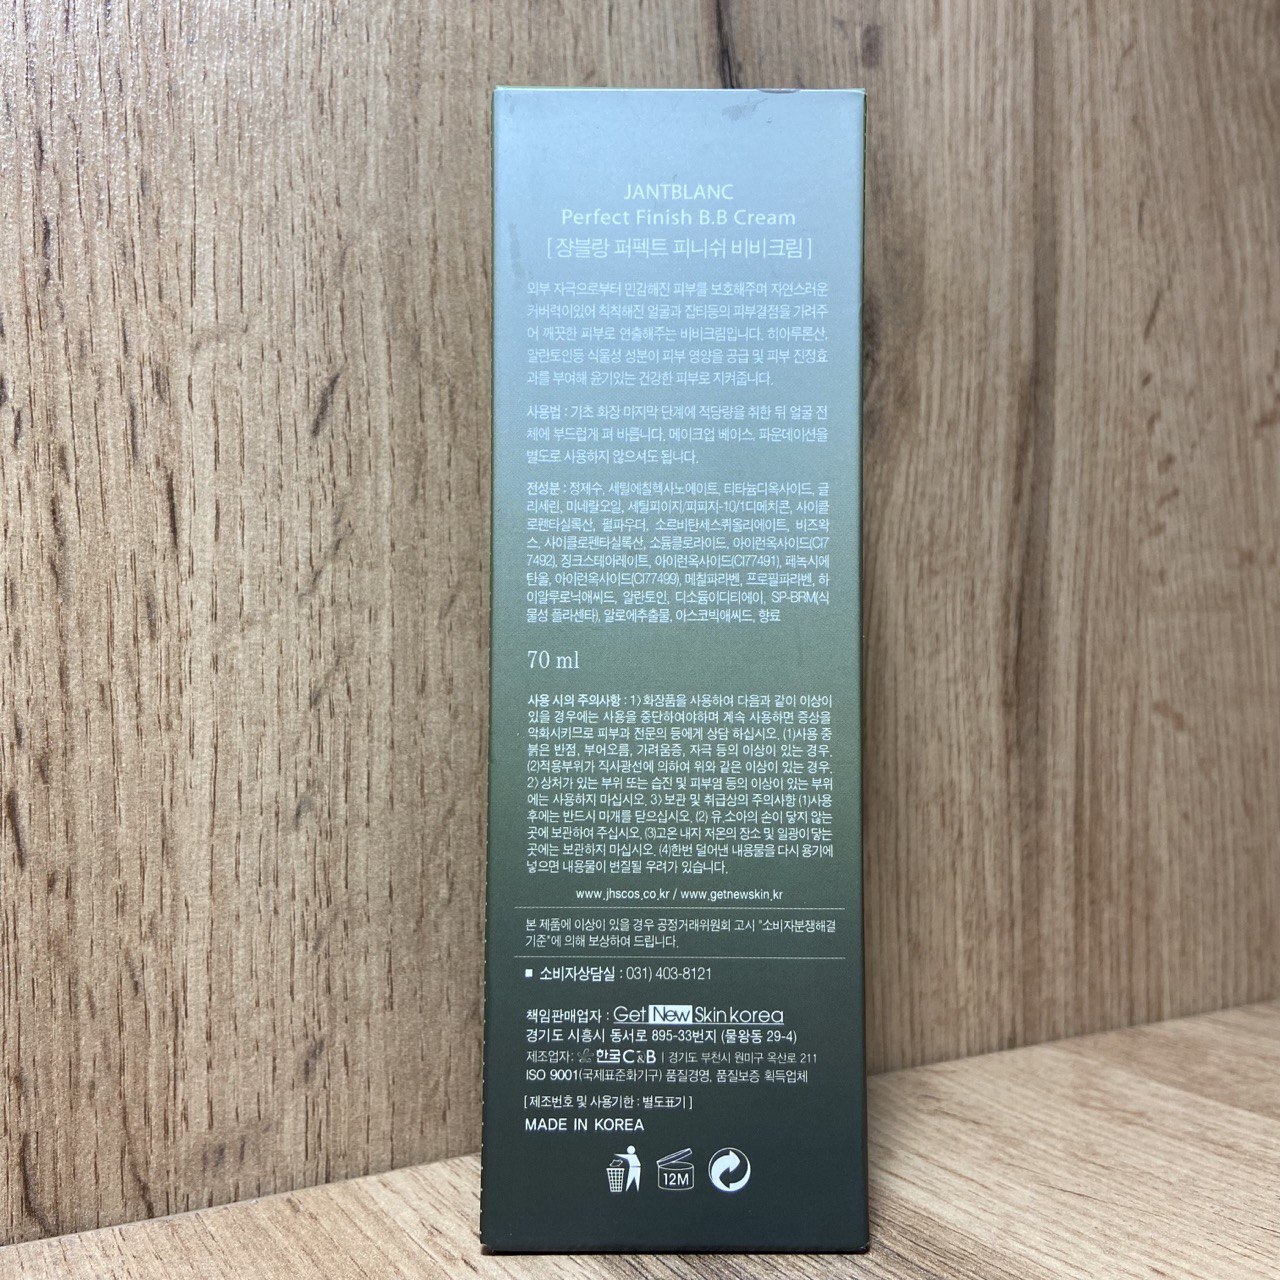 JANTBLANC
Perfect Finish B.B Cream
[ 쟝블랑 퍼펙트 피니쉬 비비크림 ]
외부 자극으로부터 민감해진 피부를 보호해주며 자연스러운
커버력이있어 칙칙해진 얼굴과 잡티등의 피부결점을 가려주
어 깨끗한 피부로 연출해주는 비비크림입니다. 히아루론산,
알란토인등 식물성 성분이 피부 영양을 공급 및 피부 진정효
과를 부여해 윤기있는 건강한 피부로 지켜줍니다.
사용법 : 기초 화장 마지막 단계에 적당량을 취한 뒤 얼굴 전
체에 부드럽게 펴 바릅니다. 메이크업 베이스, 파운데이션을
별도로 사용하지 않으셔도 됩니다.
전성분 : 정제수, 세틸에칠헥사노에이트, 티타늄디옥사이드, 글
리세린, 미네랄오일, 세틸피이지/피피지-10/1디메치콘, 사이클
로펜타실록산, 펄파우더, 소르비탄세스퀴올리에이트, 비즈왁
스, 사이클로펜타실록산, 소듐클로라이드, 아이런옥사이드(CI7
7492), 징크스테아레이트, 아이런옥사이드(CI77491), 페녹시에
탄올, 아이런옥사이드(CI77499), 메칠파라벤, 프로필파라벤, 하
이알루로닉애씨드, 알란토인, 디소듐이디티에이, SP-BRM(식
물성 플라센타), 알로에추출물, 아스코빅애씨드, 향료
70 ml
사용 시의 주의사항 : 1) 화장품을 사용하여 다음과 같이 이상이
있을 경우에는 사용을 중단하여야하며 계속 사용하면 증상을
악화시키므로 피부과 전문의 등에게 상담 하십시오. (1)사용 중
붉은 반점, 부어오름, 가려움증, 자극 등의 이상이 있는 경우.
(2)적용부위가 직사광선에 의하여 위와 같은 이상이 있는 경우.
2) 상처가 있는 부위 또는 습진 및 피부염 등의 이상이 있는 부위
에는 사용하지 마십시오. 3) 보관 및 취급상의 주의사항 (1)사용
후에는 반드시 마개를 닫으십시오. (2) 유.소아의 손이 닿지 않는
곳에 보관하여 주십시오. (3)고온 내지 저온의 장소 및 일광이 닿는
곳에는 보관하지 마십시오. (4)한번 덜어낸 내용물을 다시 용기에
넣으면 내용물이 변질될 우려가 있습니다.
www.jhscos.co.kr / www.getnewskin.kr
본 제품에 이상이 있을 경우 공정거래위원회 고시 "소비자분쟁해결
기준"에 의해 보상하여 드립니다.
■ 소비자상담실 : 031) 403-8121
책임판매업자 : Get New Skin korea
경기도 시흥시 동서로 895-33번지 (물왕동 29-4)
제조업자: 한국C&B | 경기도 부천시 원미구 옥산로 211
ISO 9001(국제표준화기구) 품질경영, 품질보증 획득업체
[ 제조번호 및 사용기한 : 별도표기 ]
MADE IN KOREA
12M